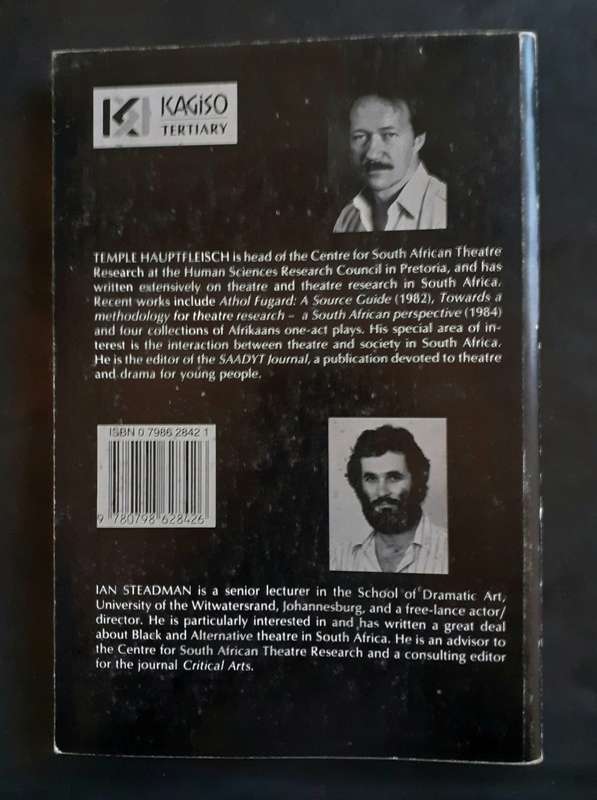 KAGISO
TERTIARY
TEMPLE HAUPTFLEISCH is head of the Centre for South African Theatre
Research at the Human Sciences Research Council in Pretoria, and has
written extensively on theatre and theatre research in South Africa.
Recent works include Athol Fugard: A Source Guide (1982), Towards a
methodology for theatre research – a South African perspective (1984)
and four collections of Afrikaans one-act plays. His special area of in-
terest is the interaction between theatre and society in South Africa.
He is the editor of the SAADYT Journal, a publication devoted to theatre
and drama for young people.
ISBN 0 7986 2842 1
9 780798 628426
IAN STEADMAN is a senior lecturer in the School of Dramatic Art,
University of the Witwatersrand, Johannesburg, and a free-lance actor/
director. He is particularly interested in and has written a great deal
about Black and Alternative theatre in South Africa. He is an advisor to
the Centre for South African Theatre Research and a consulting editor
for the journal Critical Arts.